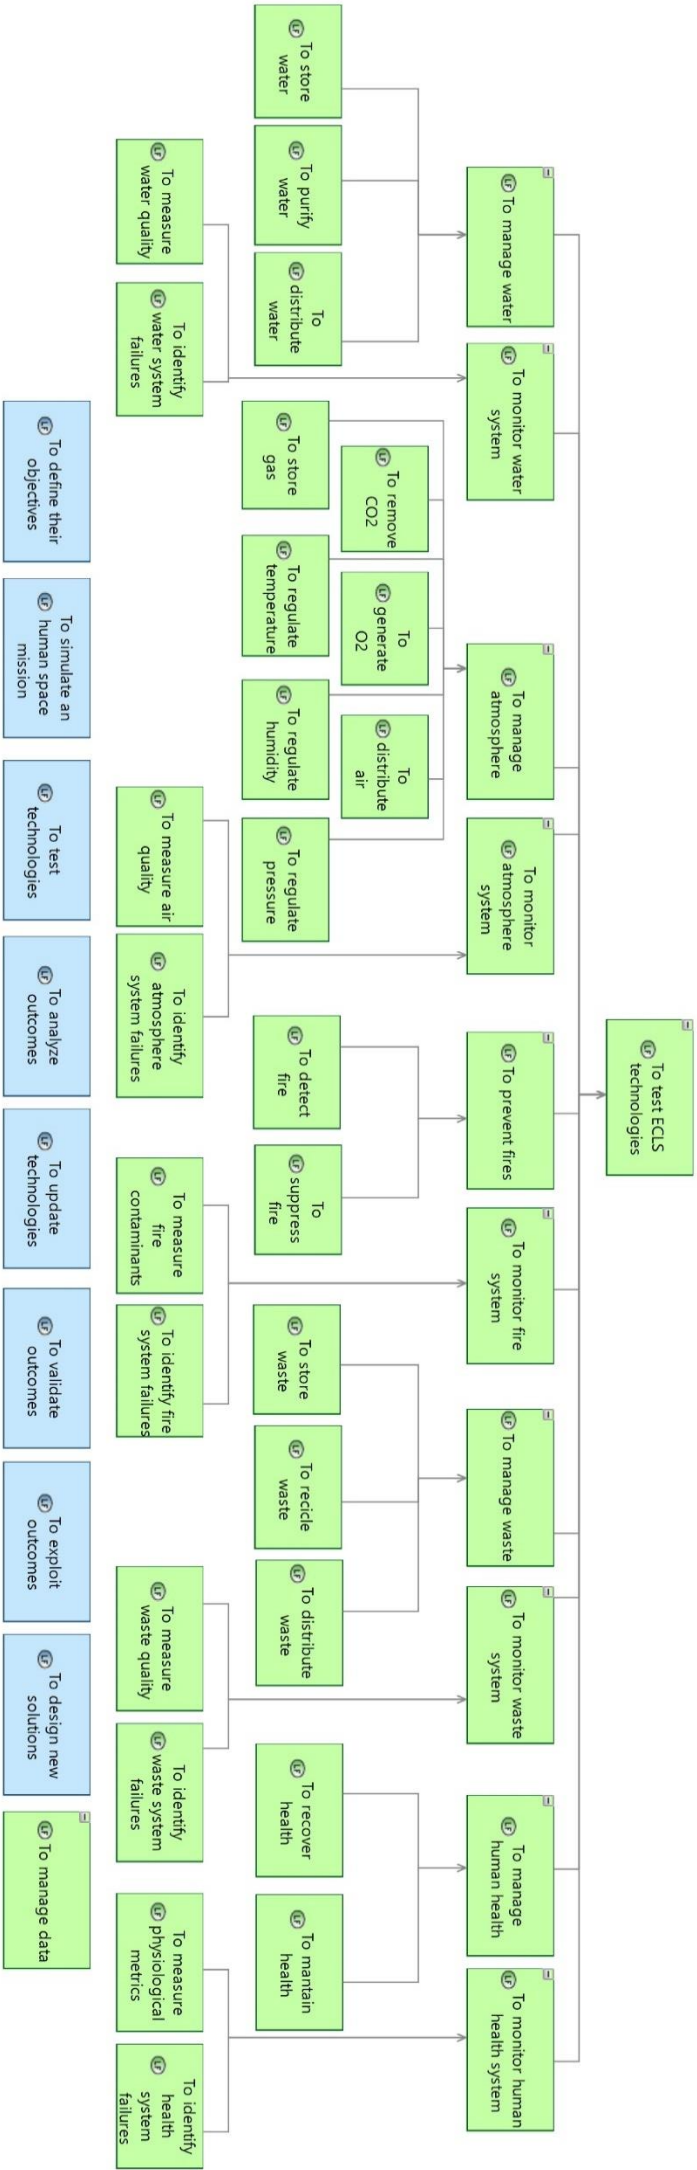 To test ECLS
technologies
To manage water
To monitor water
system
To manage
atmosphere
To monitor
atmosphere
system
To prevent fires
To monitor fire
system
To manage waste
To monitor waste
system
To manage
human health
To monitor human
health system
To remove
CO2
To
generate
O2
To
distribute
air
To store
water
To purify
water
To
distribute
water
To store
gas
To regulate
temperature
To regulate
humidity
To regulate
pressure
To detect
fire
To
suppress
fire
To store
waste
To recicle
waste
To distribute
waste
To recover
health
To mantain
health
To measure
water quality
To identify
water system
failures
To measure air
quality
To identify
atmosphere
system failures
To measure
fire
contaminants
To identify fire
system failures
To measure
waste quality
To identify
waste system
failures
To measure
physiological
metrics
To identify
health
system
failures
To define their
objectives
To simulate an
human space
mission
To test
technologies
To analyze
outcomes
To update
technologies
To validate
outcomes
To exploit
outcomes
To design new
solutions
To manage data